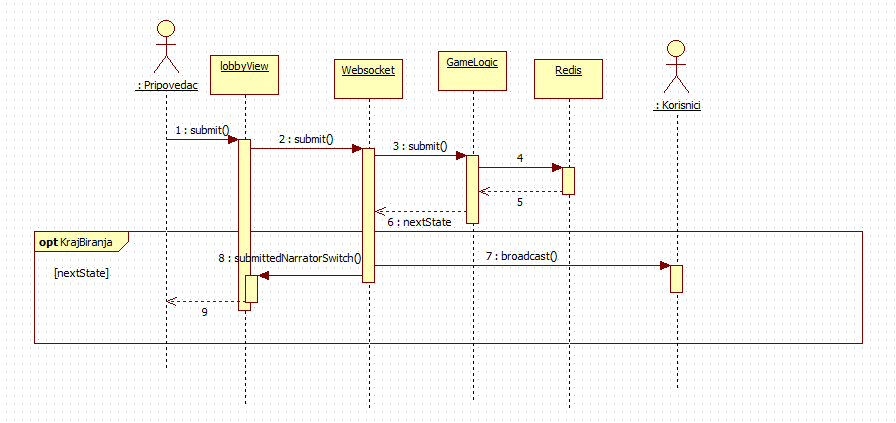 : Pripovedac
lobbyView
Websocket
GameLogic
Redis
: Korisnici
1 : submit()
2 : submit()
3 : submit()
4
5
6 : nextState
opt KrajBiranja
[nextState]
7 : broadcast()
8 : submittedNarratorSwitch()
9